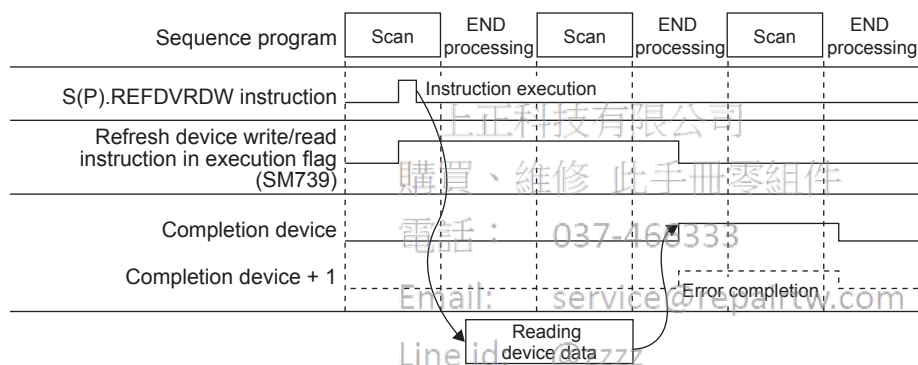 Sequence program
Scan
END
processing
Scan
END
processing
Scan
END
processing
S(P).REFDVRDW instruction
Instruction execution
上正科技有限公司
Refresh device write/read
instruction in execution flag
(SM739)
購買、維修 此手冊零組件
Completion device
電話： 037-466333
Completion device + 1
Error completion
Email: service@repairtw.com
Reading
device data
Line id: @zzzz